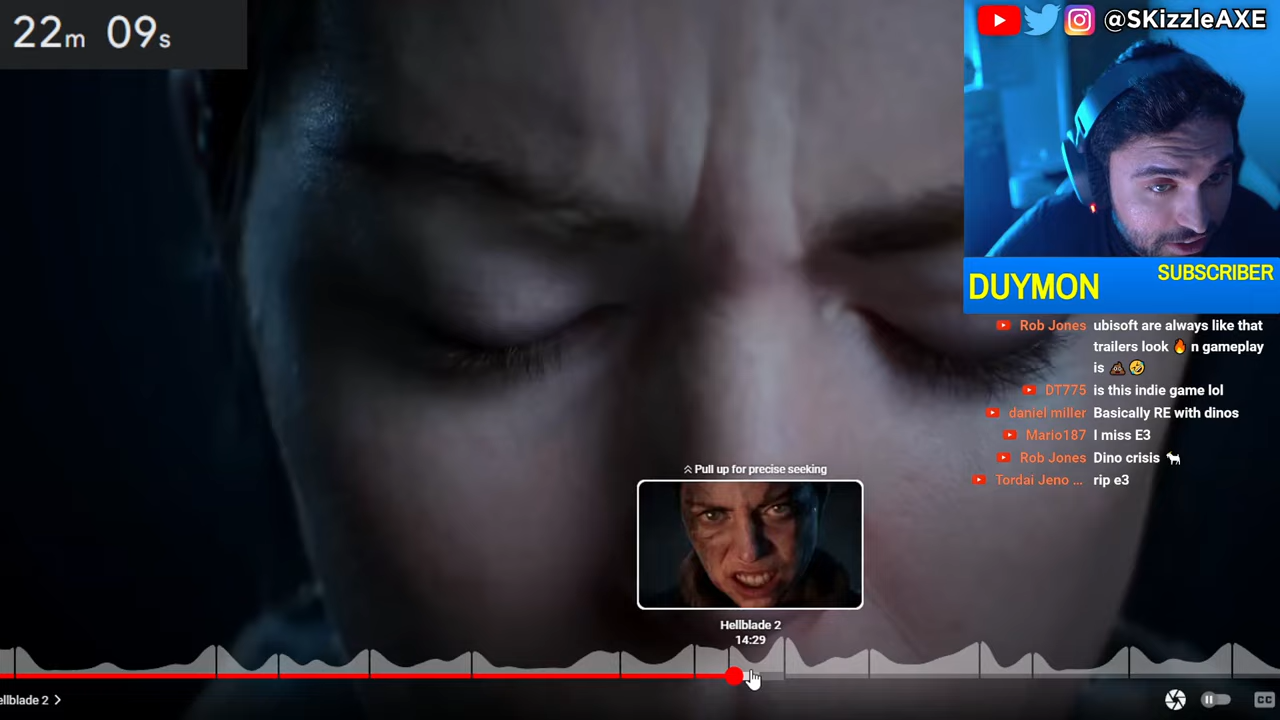 22m 09s
@SKizzleAXE
DUYMON
SUBSCRIBER
Rob Jones ubisoft are always like that
trailers look 🔥 n gameplay
is 💩 🤣
DT775 is this indie game lol
daniel miller Basically RE with dinos
Mario187 I miss E3
Rob Jones Dino crisis 🐐
Tordai Jeno ... rip e3
Pull up for precise seeking
Hellblade 2
14:29
ellblade 2
CC